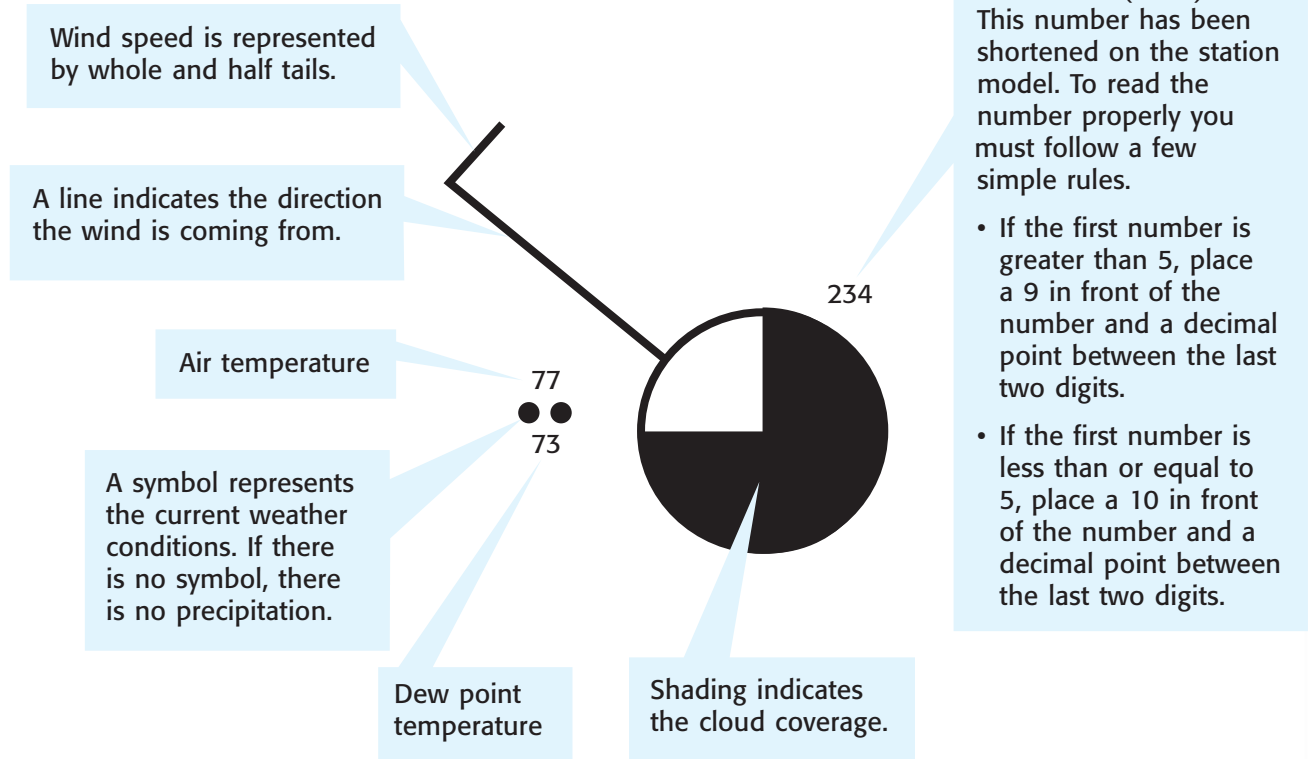 Wind speed is represented
by whole and half tails.
A line indicates the direction
the wind is coming from.
Air temperature
77
73
A symbol represents
the current weather
conditions. If there
is no symbol, there
is no precipitation.
Dew point
temperature
Shading indicates
the cloud coverage.
234
This number has been
shortened on the station
model. To read the
number properly you
must follow a few
simple rules.
• If the first number is
greater than 5, place
a 9 in front of the
number and a decimal
point between the last
two digits.
• If the first number is
less than or equal to
5, place a 10 in front
of the number and a
decimal point between
the last two digits.